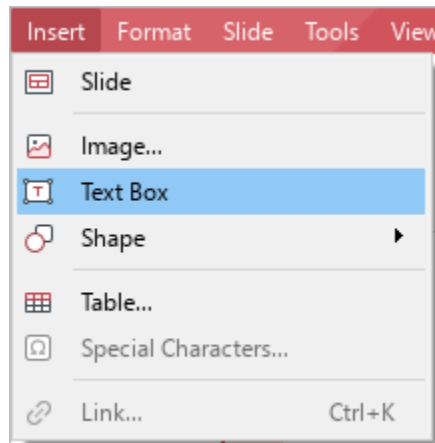 Insert Format Slide Tools View
Slide
Image...
Text Box
Shape
Table...
Special Characters...
Link... Ctrl+K